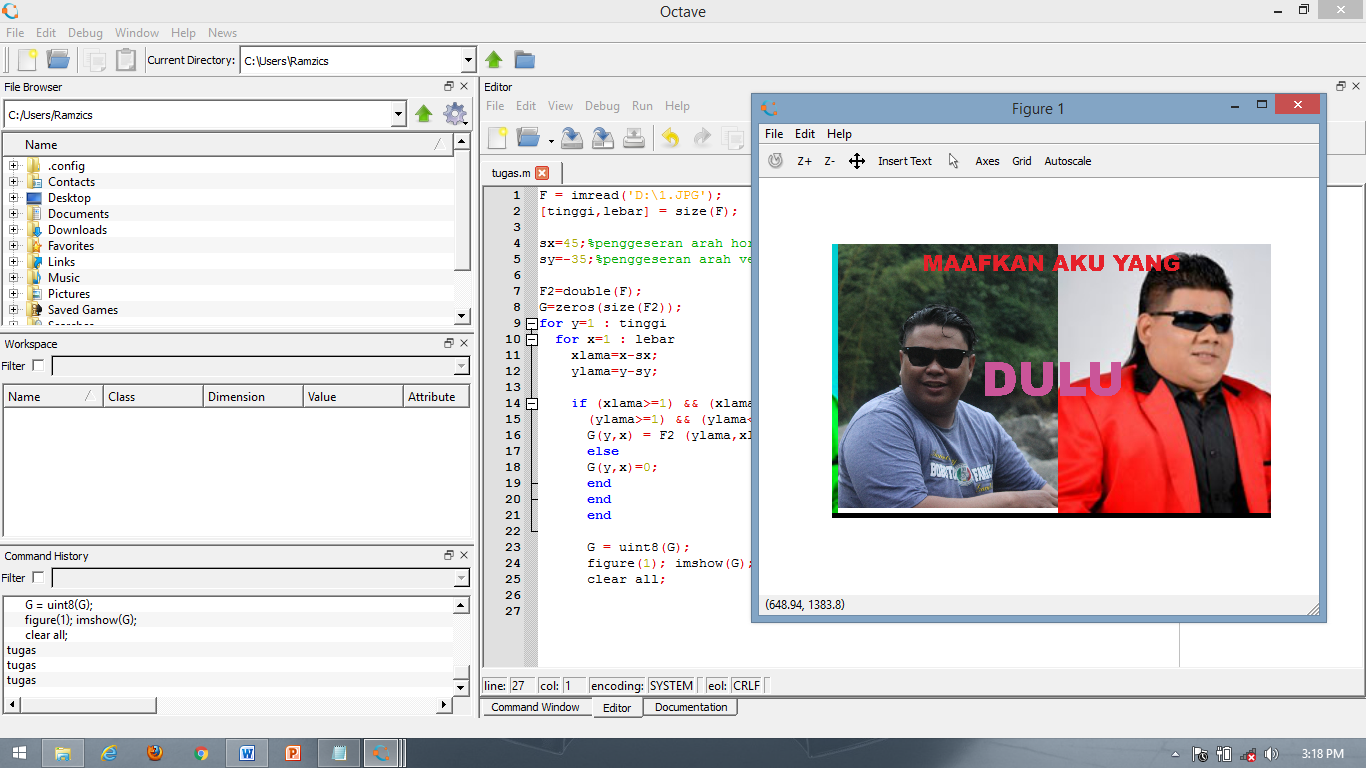 Octave
File Edit Debug Window Help News
Current Directory: C:\Users\Ramzics
File Browser
C:/Users/Ramzics
Name
.config
Contacts
Desktop
Documents
Downloads
Favorites
Links
Music
Pictures
Saved Games
Workspace
Filter
Name Class Dimension Value Attribute
Command History
Filter
G = uint8(G);
figure(1); imshow(G);
clear all;
tugas
tugas
tugas
Editor
File Edit View Debug Run Help
tugas.m
1 F = imread('D:\1.JPG');
2 [tinggi,lebar] = size(F);
3
4 sx=45;%penggeseran arah hor
5 sy=-35;%penggeseran arah ve
6
7 F2=double(F);
8 G=zeros(size(F2));
9 for y=1 : tinggi
10 for x=1 : lebar
11 xlama=x-sx;
12 ylama=y-sy;
13
14 if (xlama>=1) && (xlama
15 (ylama>=1) && (ylama<
16 G(y,x) = F2 (ylama,xl
17 else
18 G(y,x)=0;
19 end
20 end
21 end
22
23 G = uint8(G);
24 figure(1); imshow(G);
25 clear all;
26
27
line: 27 col: 1 encoding: SYSTEM eol: CRLF
Command Window Editor Documentation
Figure 1
File Edit Help
Z+ Z- Insert Text Axes Grid Autoscale
MAAFKAN AKU YANG
DULU
(648.94, 1383.8)
3:18 PM